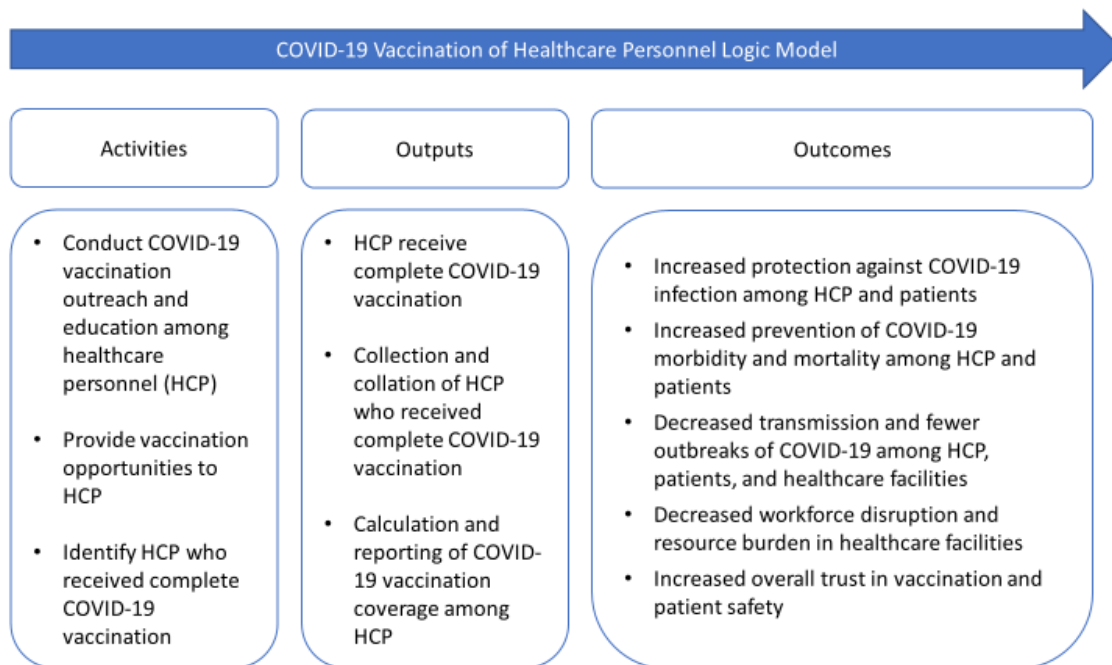 COVID-19 Vaccination of Healthcare Personnel Logic Model
Activities
Outputs
Outcomes
• Conduct COVID-19
vaccination
outreach and
education among
healthcare
personnel (HCP)
• Provide vaccination
opportunities to
HCP
• Identify HCP who
received complete
COVID-19
vaccination
• HCP receive
complete COVID-19
vaccination
• Collection and
collation of HCP
who received
complete COVID-19
vaccination
• Calculation and
reporting of COVID-
19 vaccination
coverage among
HCP
• Increased protection against COVID-19
infection among HCP and patients
• Increased prevention of COVID-19
morbidity and mortality among HCP and
patients
• Decreased transmission and fewer
outbreaks of COVID-19 among HCP,
patients, and healthcare facilities
• Decreased workforce disruption and
resource burden in healthcare facilities
• Increased overall trust in vaccination and
patient safety